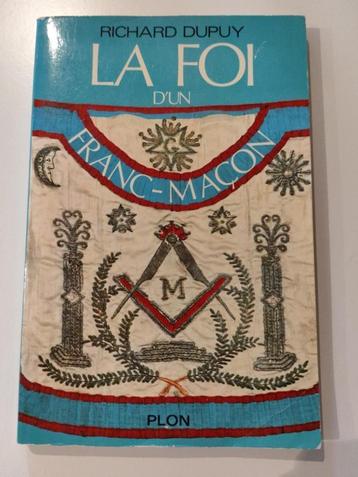 RICHARD DUPUY
LA FOI
D'UN
FRANC-MAÇON
G
M
PLON